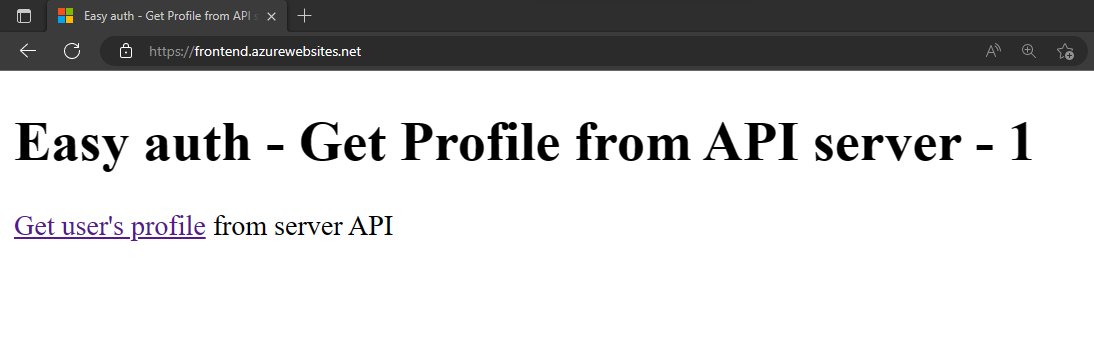 Easy auth - Get Profile from API s
https://frontend.azurewebsites.net
Easy auth - Get Profile from API server - 1
Get user's profile from server API